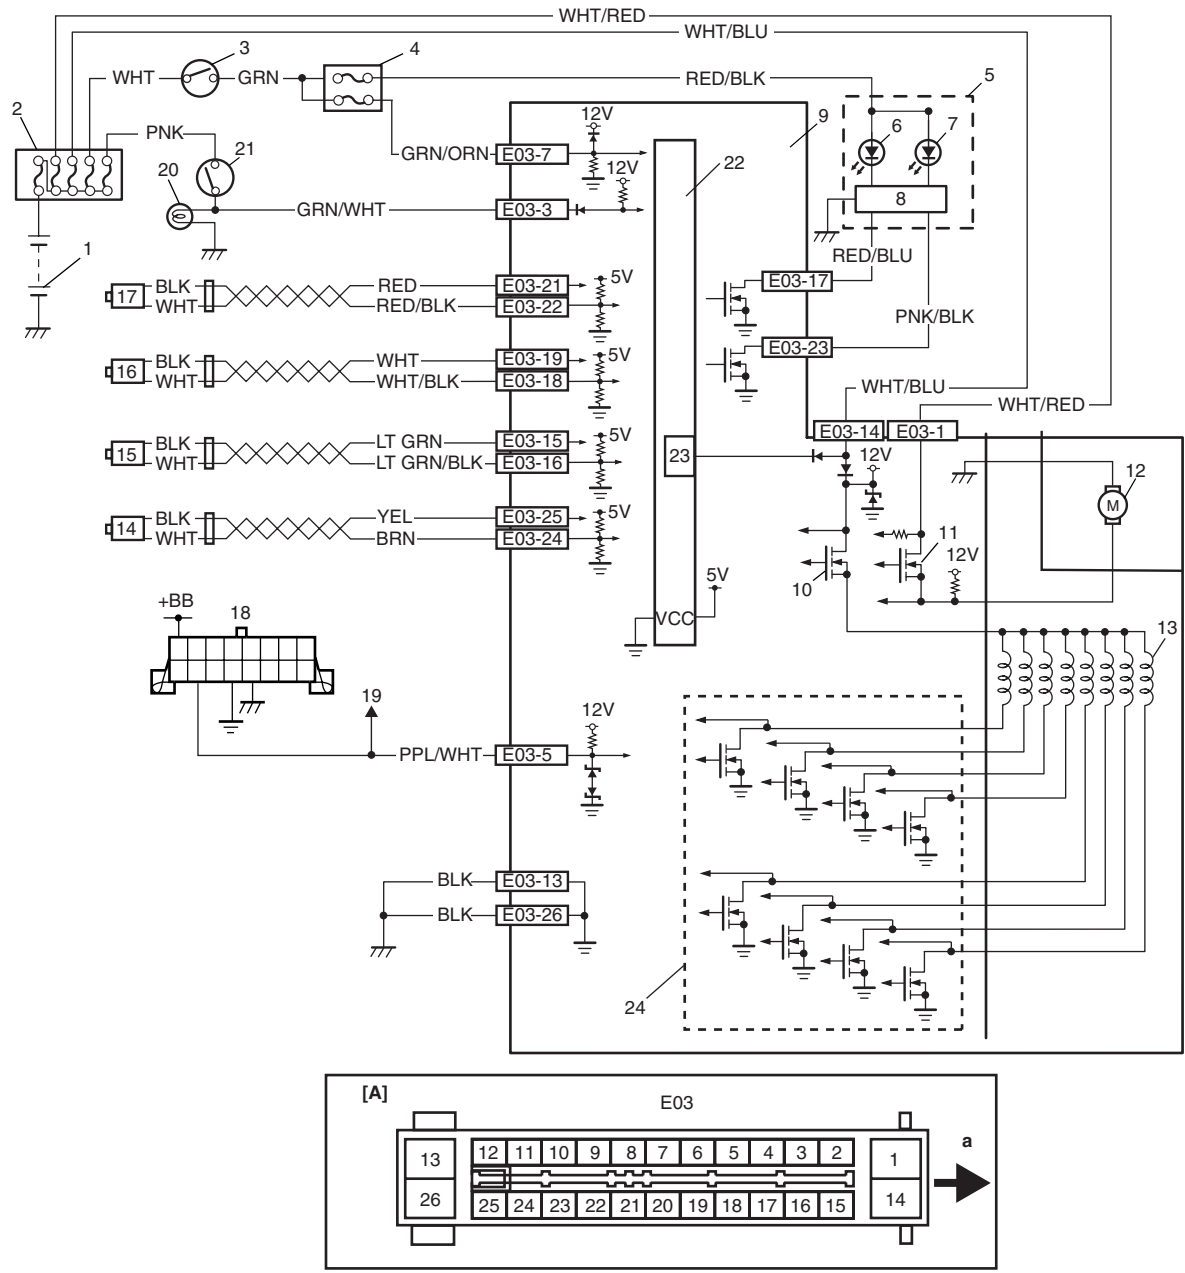 WHT/RED
WHT/BLU
3
4
WHT
GRN
RED/BLK
5
2
PNK
21
20
GRN/ORN
E03-7
12V
9
6
7
22
12V
8
GRN/WHT
E03-3
1
RED/BLU
17
BLK
WHT
RED
RED/BLK
E03-21
E03-22
5V
E03-17
PNK/BLK
16
BLK
WHT
WHT
WHT/BLK
E03-19
E03-18
5V
E03-23
WHT/BLU
WHT/RED
15
BLK
WHT
LT GRN
LT GRN/BLK
E03-15
E03-16
5V
23
E03-14
E03-1
12V
12
M
14
BLK
WHT
YEL
BRN
E03-25
E03-24
5V
10
11
12V
5V
VCC
+BB
18
13
19
PPL/WHT
E03-5
12V
BLK
E03-13
BLK
E03-26
24
[A]
E03
a
13
12 11 10 9 8 7 6 5 4 3 2
1
26
25 24 23 22 21 20 19 18 17 16 15
14